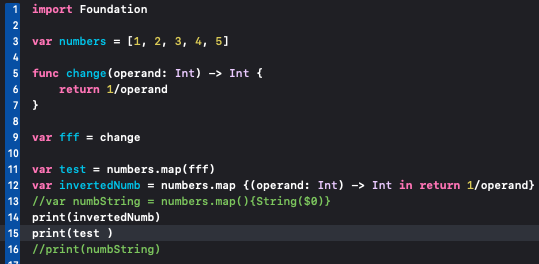 1 import Foundation
2
3 var numbers = [1, 2, 3, 4, 5]
4
5 func change(operand: Int) -> Int {
6     return 1/operand
7 }
8
9 var fff = change
10
11 var test = numbers.map(fff)
12 var invertedNumb = numbers.map {(operand: Int) -> Int in return 1/operand}
13 //var numbString = numbers.map(){String($0)}
14 print(invertedNumb)
15 print(test )
16 //print(numbString)